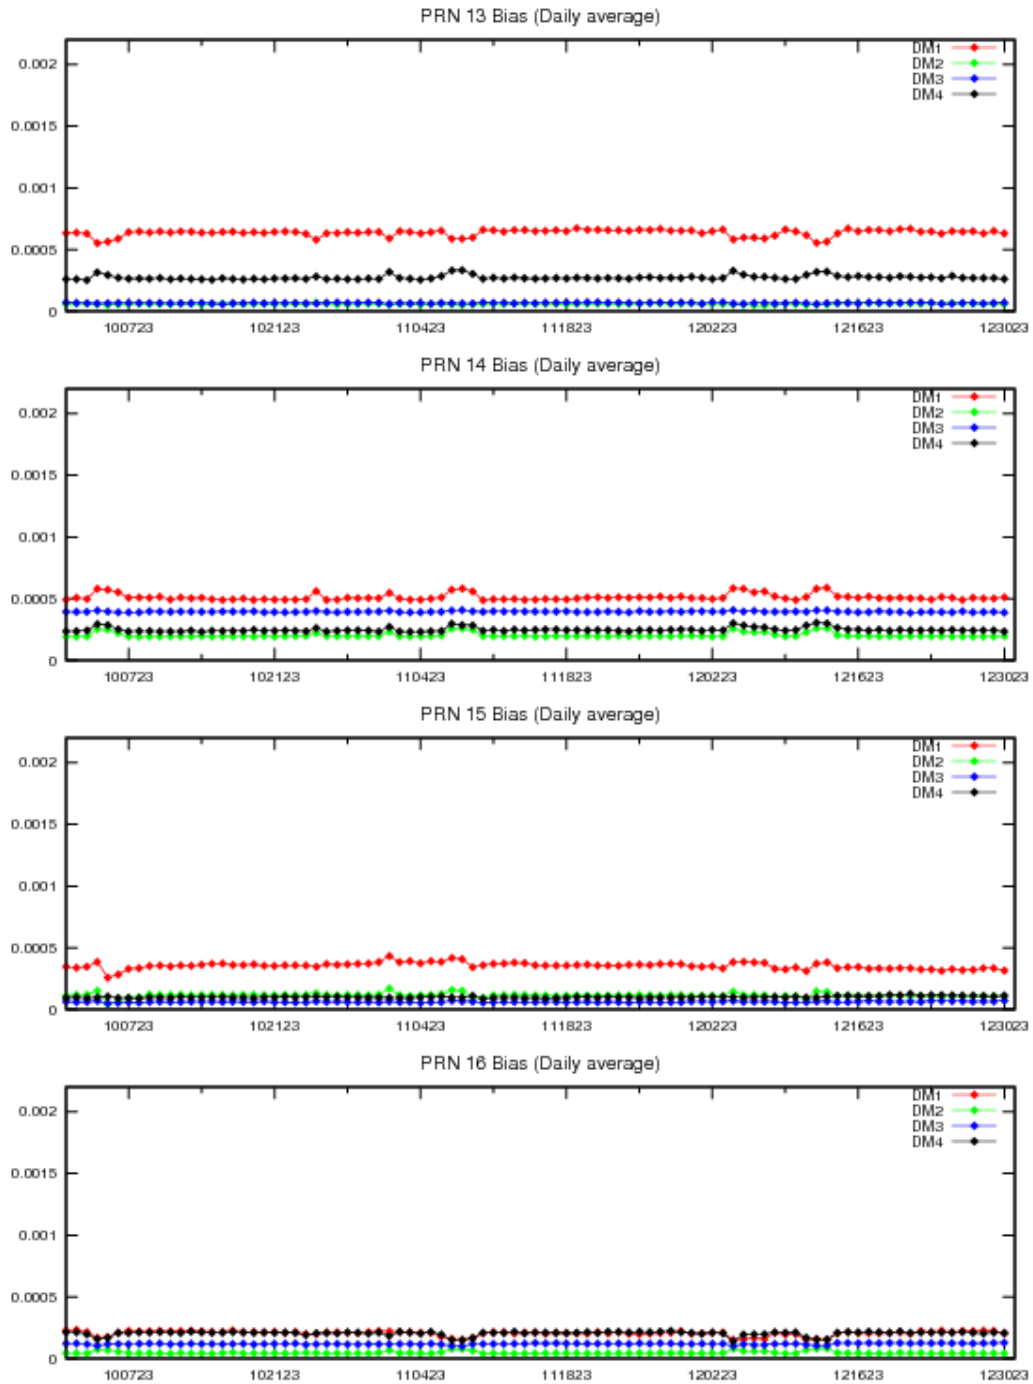 PRN 13 Bias (Daily average)
DM1
0.002
DM2
DM3
DM4
0.0015
0.001
0.0005
0
100723 102123 110423 111823 120223 121623 123023
PRN 14 Bias (Daily average)
DM1
0.002
DM2
DM3
DM4
0.0015
0.001
0.0005
0
100723 102123 110423 111823 120223 121623 123023
PRN 15 Bias (Daily average)
DM1
0.002
DM2
DM3
DM4
0.0015
0.001
0.0005
0
100723 102123 110423 111823 120223 121623 123023
PRN 16 Bias (Daily average)
DM1
0.002
DM2
DM3
DM4
0.0015
0.001
0.0005
0
100723 102123 110423 111823 120223 121623 123023